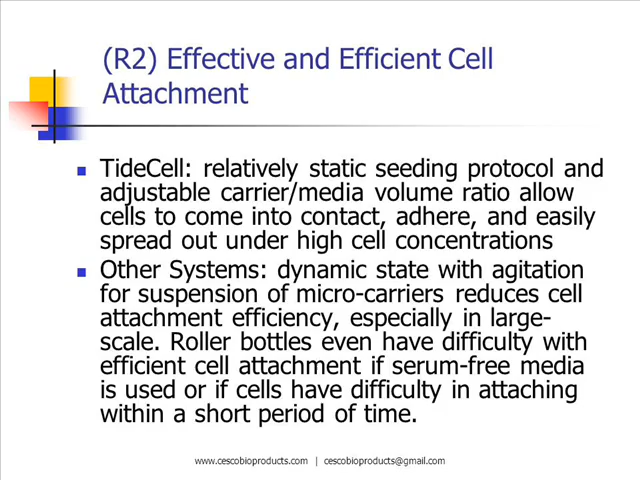 (R2) Effective and Efficient Cell
Attachment
TideCell: relatively static seeding protocol and
adjustable carrier/media volume ratio allow
cells to come into contact, adhere, and easily
spread out under high cell concentrations
Other Systems: dynamic state with agitation
for suspension of micro-carriers reduces cell
attachment efficiency, especially in large-
scale. Roller bottles even have difficulty with
efficient cell attachment if serum-free media
is used or if cells have difficulty in attaching
within a short period of time.
www.cescobioproducts.com | cescobioproducts@gmail.com